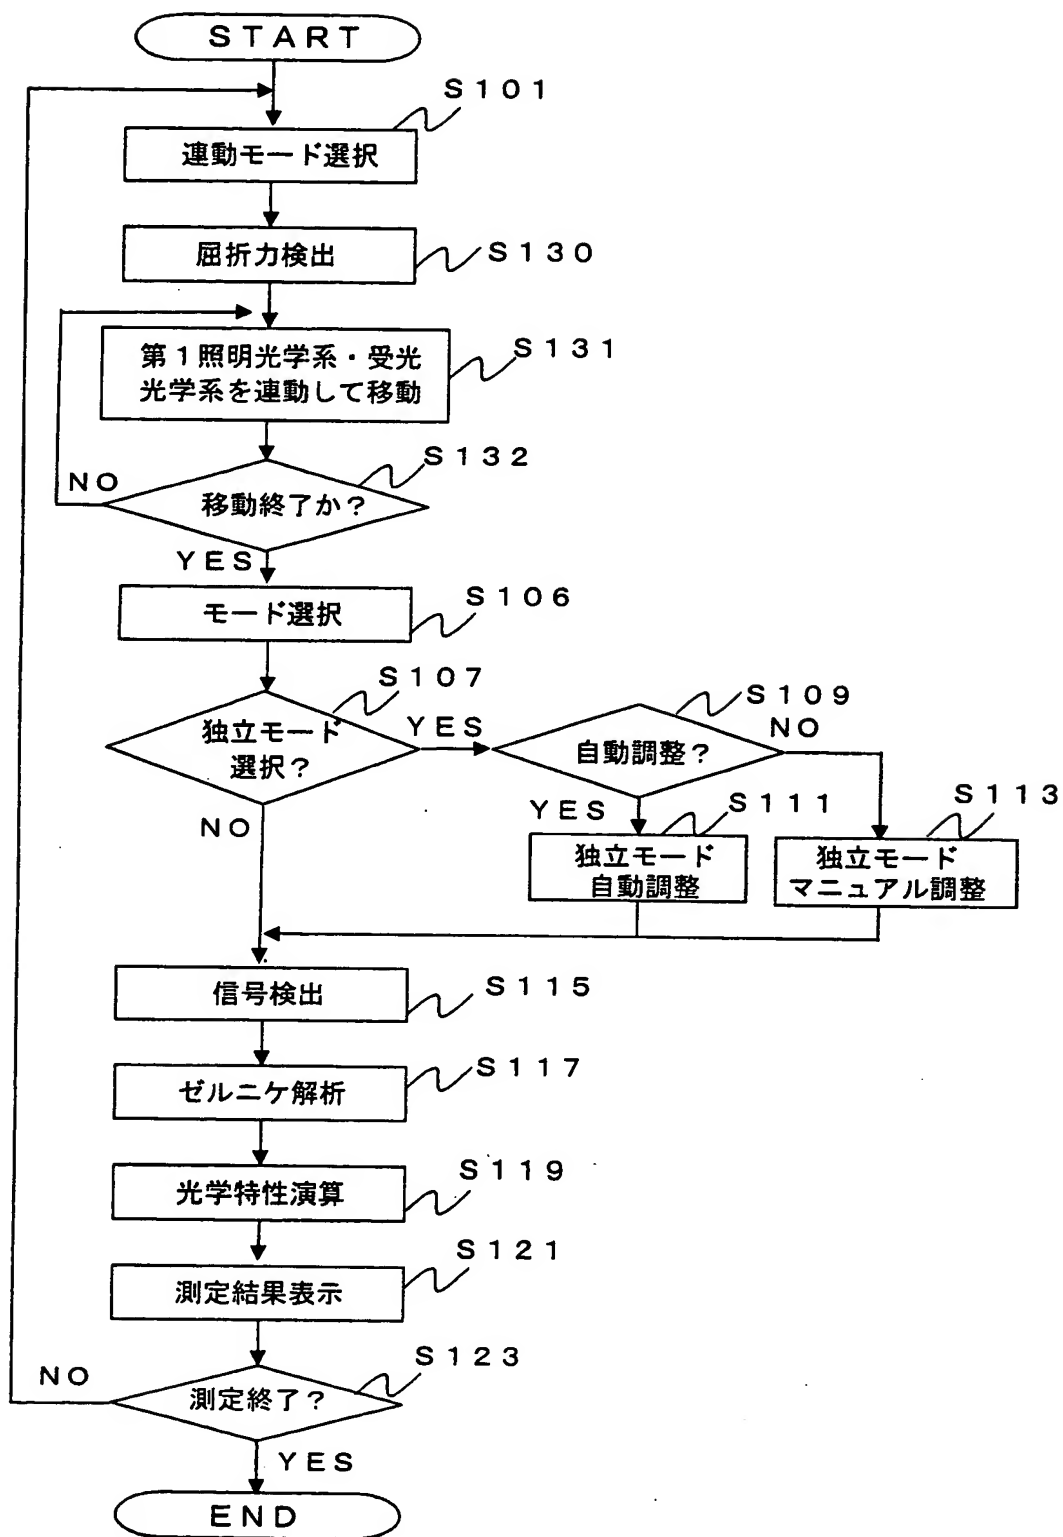 START
S101
連動モード選択
屈折力検出
S130
第1照明光学系・受光
光学系を連動して移動
S131
S132
NO
移動終了か?
YES
モード選択
S106
S107
独立モード
選択?
YES
NO
S109
自動調整?
NO
YES
S111
独立モード
自動調整
S113
独立モード
マニュアル調整
信号検出
S115
ゼルニケ解析
S117
光学特性演算
S119
測定結果表示
S121
S123
NO
測定終了?
YES
END